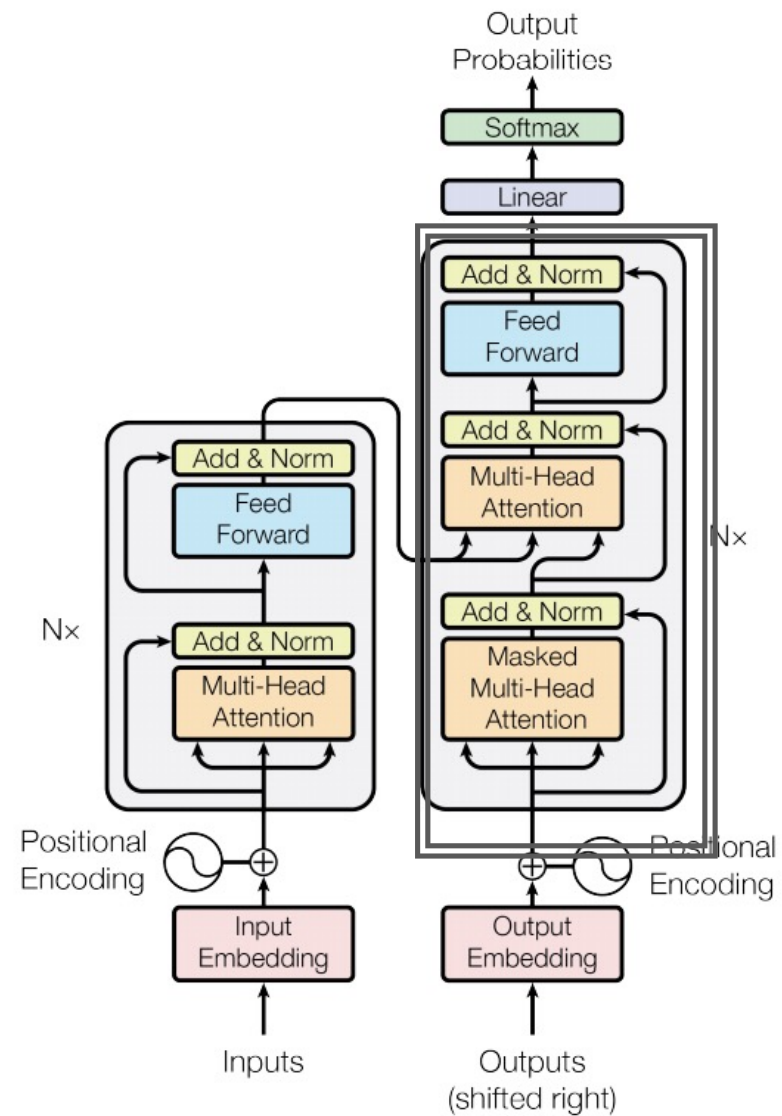 Output
Probabilities
Softmax
Linear
Add & Norm
Feed
Forward
Add & Norm
Multi-Head
Attention
Nx
Add & Norm
Masked
Multi-Head
Attention
Add & Norm
Feed
Forward
Nx
Add & Norm
Multi-Head
Attention
Positional
Encoding
Positional
Encoding
Input
Embedding
Output
Embedding
Inputs
Outputs
(shifted right)